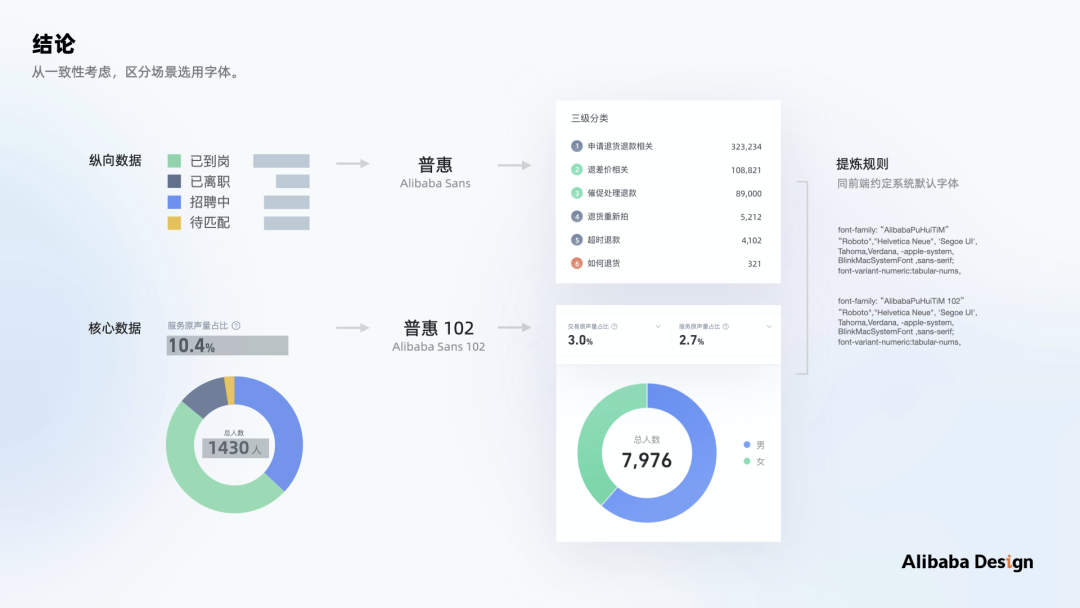 结论
从一致性考虑，区分场景选用字体。
纵向数据
已到岗
已离职
招聘中
待匹配
普惠
Alibaba Sans
三级分类
1 申请退货退款相关 323,234
2 退差价相关 108,821
3 催促处理退款 89,000
4 退货重新拍 5,212
5 超时退款 4,102
6 如何退货 321
提炼规则
同前端约定系统默认字体
font-family: “AlibabaPuHuiTiM”
“Roboto","Helvetica Neue", 'Segoe UI',
Tahoma,Verdana, -apple-system,
BlinkMacSystemFont ,sans-serif;
font-variant-numeric:tabular-nums,
font-family: “AlibabaPuHuiTiM 102”
“Roboto","Helvetica Neue", 'Segoe UI',
Tahoma,Verdana, -apple-system,
BlinkMacSystemFont ,sans-serif;
font-variant-numeric:tabular-nums,
核心数据
服务原声量占比 ?
10.4%
总人数
1430人
普惠 102
Alibaba Sans 102
交易原声量占比 ?
3.0%
服务原声量占比 ?
2.7%
总人数
7,976
男
女
Alibaba Design